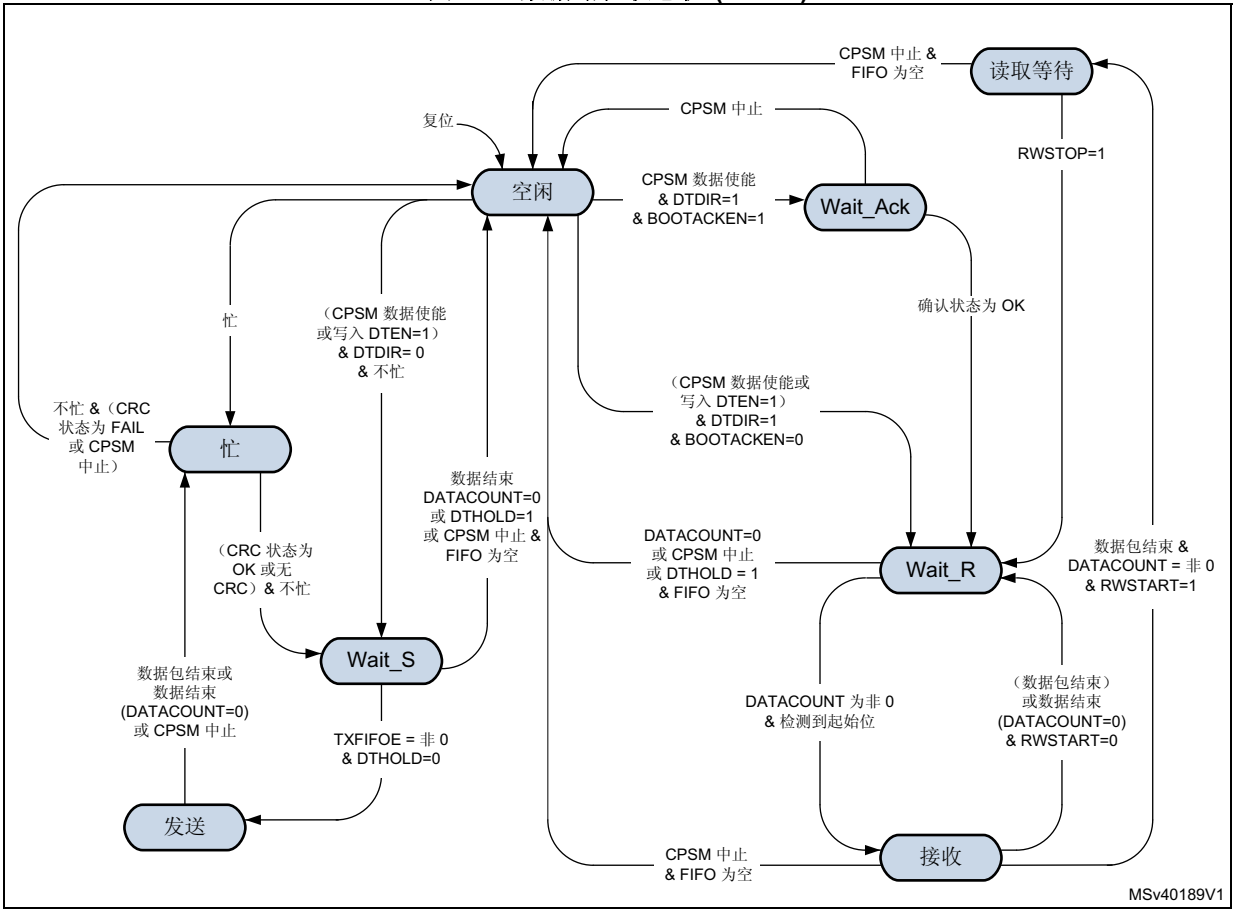 CPSM 中止 &
FIFO 为空
读取等待
CPSM 中止
复位
RWSTOP=1
空闲
CPSM 数据使能
& DTDIR=1
& BOOTACKEN=1
Wait_Ack
忙
（CPSM 数据使能
或写入 DTEN=1）
& DTDIR= 0
& 不忙
确认状态为 OK
（CPSM 数据使能或
写入 DTEN=1）
& DTDIR=1
& BOOTACKEN=0
不忙 &（CRC
状态为 FAIL
或 CPSM
中止）
忙
数据结束
DATACOUNT=0
或 DTHOLD=1
或 CPSM 中止 &
FIFO 为空
DATACOUNT=0
或 CPSM 中止
或 DTHOLD = 1
& FIFO 为空
Wait_R
数据包结束 &
DATACOUNT = 非 0
& RWSTART=1
（CRC 状态为
OK 或无
CRC）& 不忙
Wait_S
数据包结束或
数据结束
(DATACOUNT=0)
或 CPSM 中止
TXFIFOE = 非 0
& DTHOLD=0
DATACOUNT 为非 0
& 检测到起始位
（数据包结束）
或数据结束
(DATACOUNT=0)
& RWSTART=0
发送
CPSM 中止
& FIFO 为空
接收
MSv40189V1